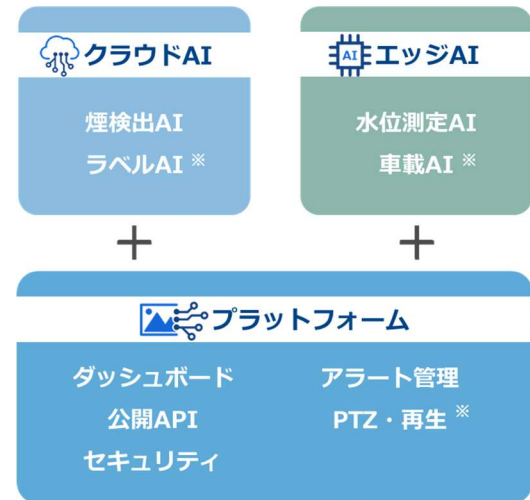 クラウドAI
煙検出AI
ラベルAI ※
エッジAI
AI
水位測定AI
車載AI ※
+
+
プラットフォーム
ダッシュボード
公開API
セキュリティ
アラート管理
PTZ・再生 ※